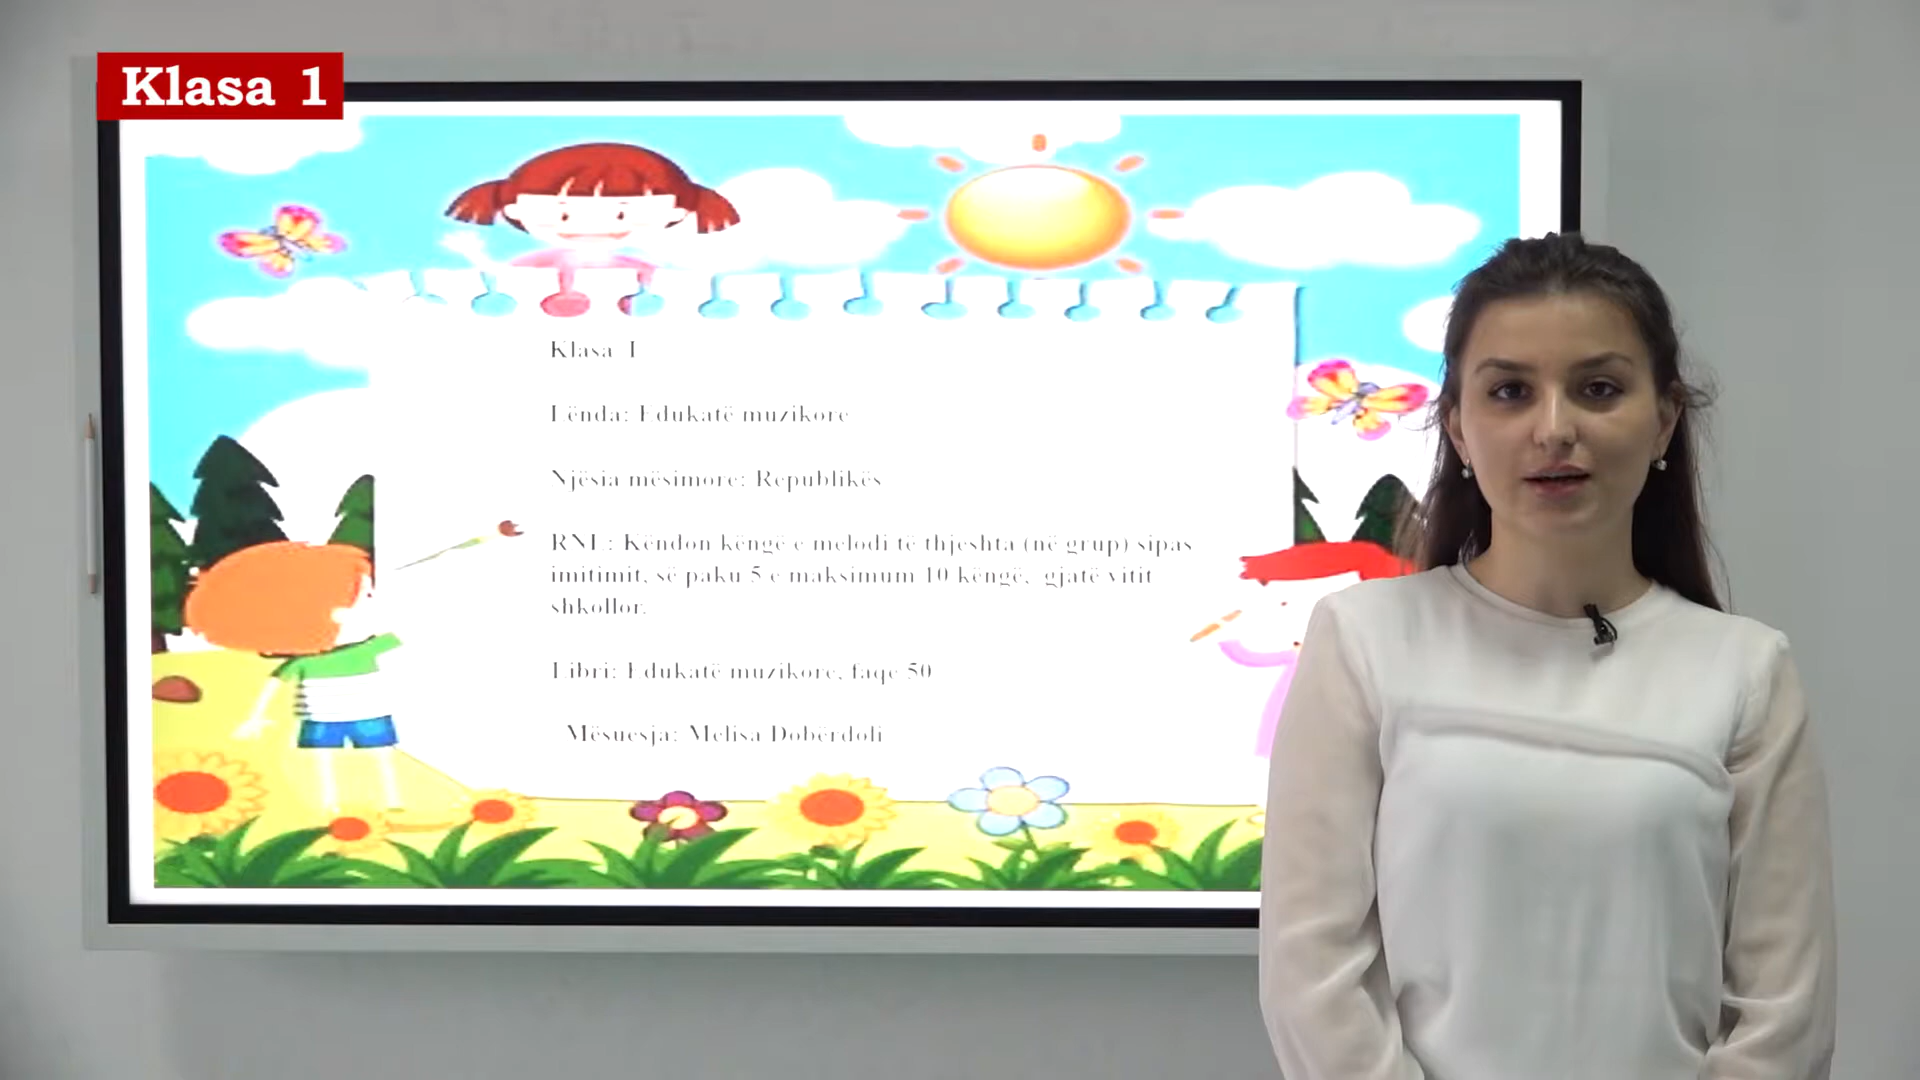 Klasa 1
Klasa I
Lënda: Edukatë muzikore
Njësia mësimore: Republikës
RNL: Këndon këngë e melodi të thjeshta (në grup) sipas
imitimit, së paku 5 e maksimum 10 këngë, gjatë vitit
shkollor.
Libri: Edukatë muzikore, faqe 50
Mësuesja: Melisa Dobërdoli